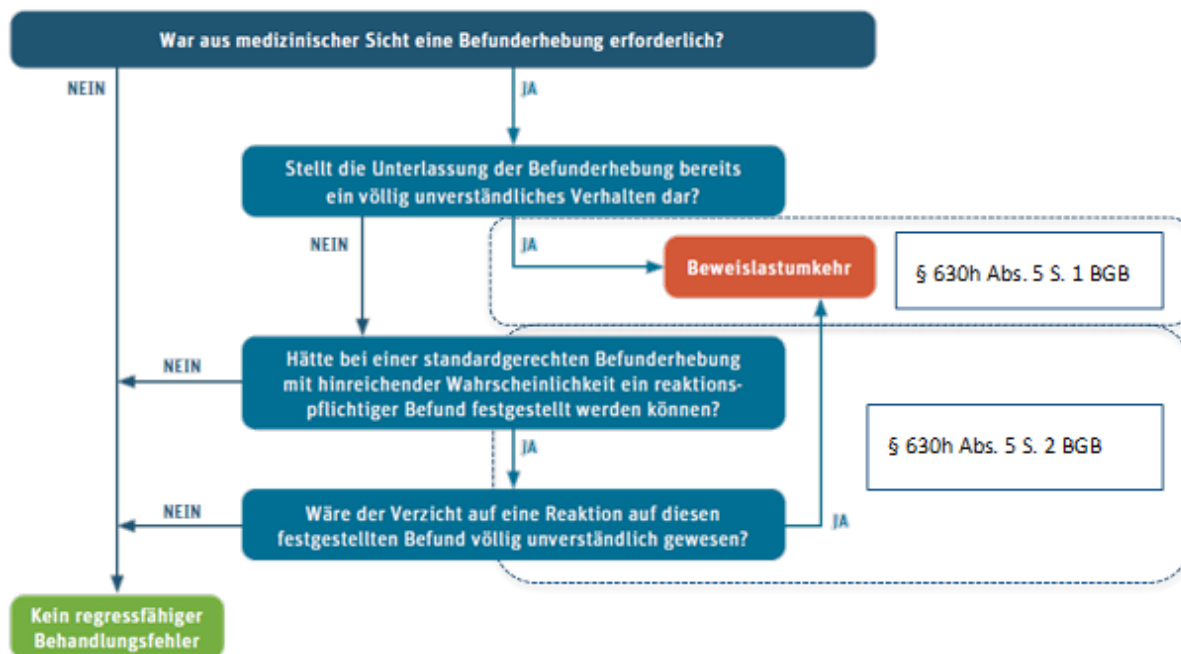 War aus medizinischer Sicht eine Befunderhebung erforderlich?
NEIN
JA
Stellt die Unterlassung der Befunderhebung bereits
ein völlig unverständliches Verhalten dar?
NEIN
JA
Beweislastumkehr
§ 630h Abs. 5 S. 1 BGB
Hätte bei einer standardgerechten Befunderhebung
mit hinreichender Wahrscheinlichkeit ein reaktions-
pflichtiger Befund festgestellt werden können?
NEIN
JA
§ 630h Abs. 5 S. 2 BGB
Wäre der Verzicht auf eine Reaktion auf diesen
festgestellten Befund völlig unverständlich gewesen?
NEIN
JA
Kein regressfähiger
Behandlungsfehler